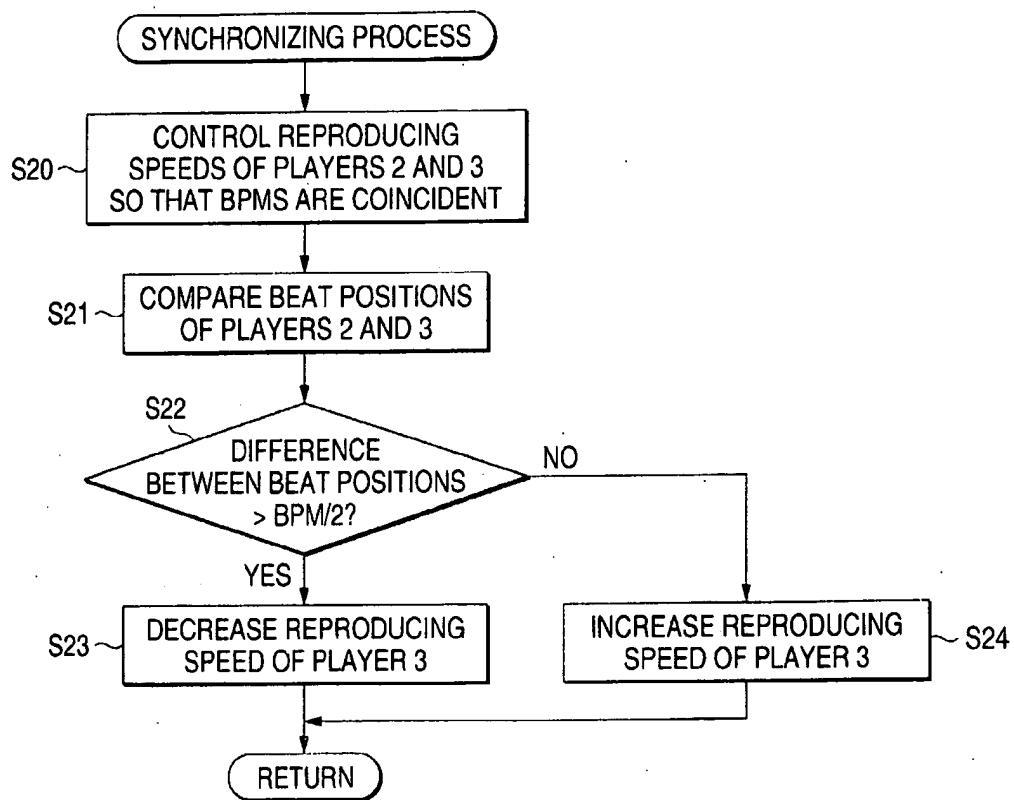 SYNCHRONIZING PROCESS
S20
CONTROL REPRODUCING
SPEEDS OF PLAYERS 2 AND 3
SO THAT BPMS ARE COINCIDENT
S21
COMPARE BEAT POSITIONS
OF PLAYERS 2 AND 3
S22
DIFFERENCE
BETWEEN BEAT POSITIONS
> BPM/2?
NO
YES
S23
DECREASE REPRODUCING
SPEED OF PLAYER 3
INCREASE REPRODUCING
SPEED OF PLAYER 3
S24
RETURN